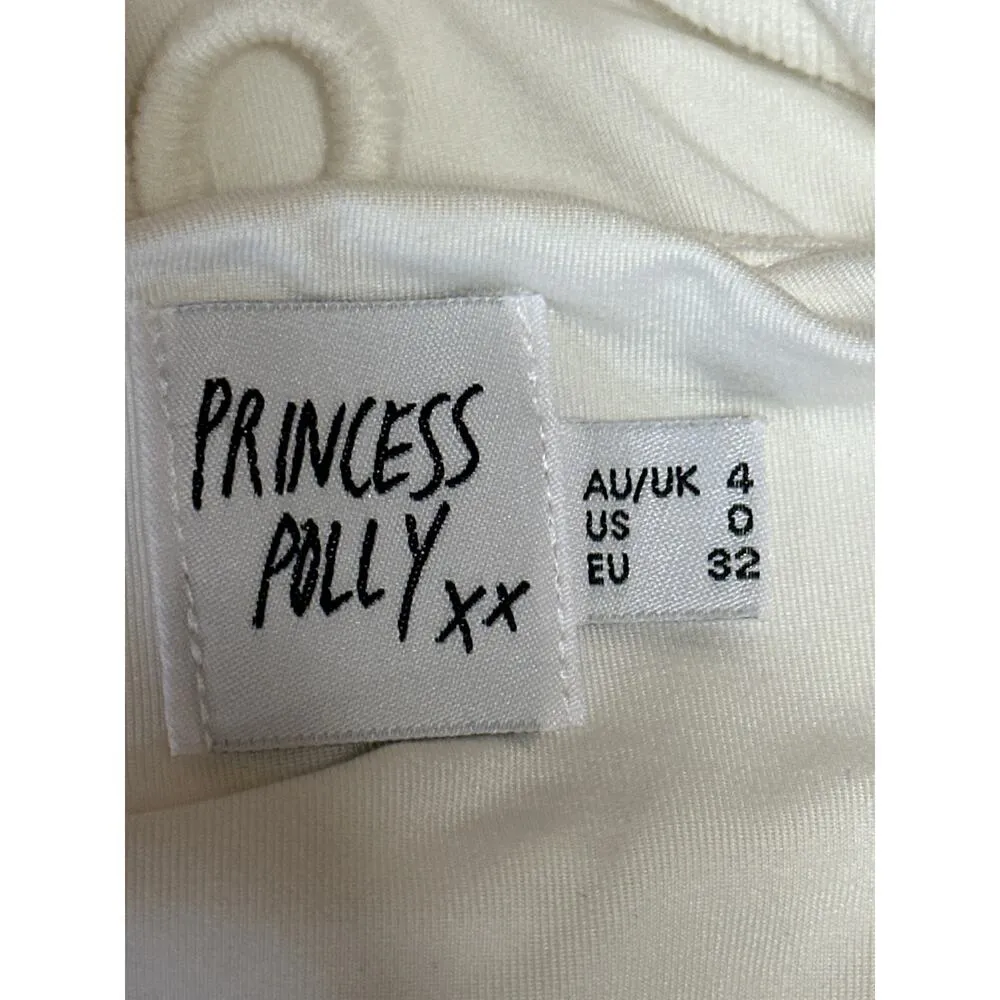 PRINCESS
POLLY xx
AU/UK 4
US 0
EU 32